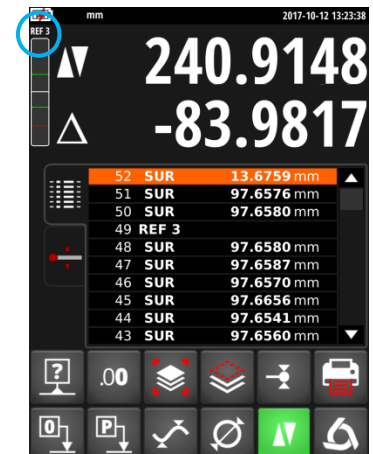 mm 2017-10-12 13:23:38
REF 3
240.9148
-83.9817
52 SUR 13.6759 mm
51 SUR 97.6576 mm
50 SUR 97.6580 mm
49 REF 3
48 SUR 97.6580 mm
47 SUR 97.6587 mm
46 SUR 97.6570 mm
45 SUR 97.6656 mm
44 SUR 97.6541 mm
43 SUR 97.6560 mm
? .00
0 P